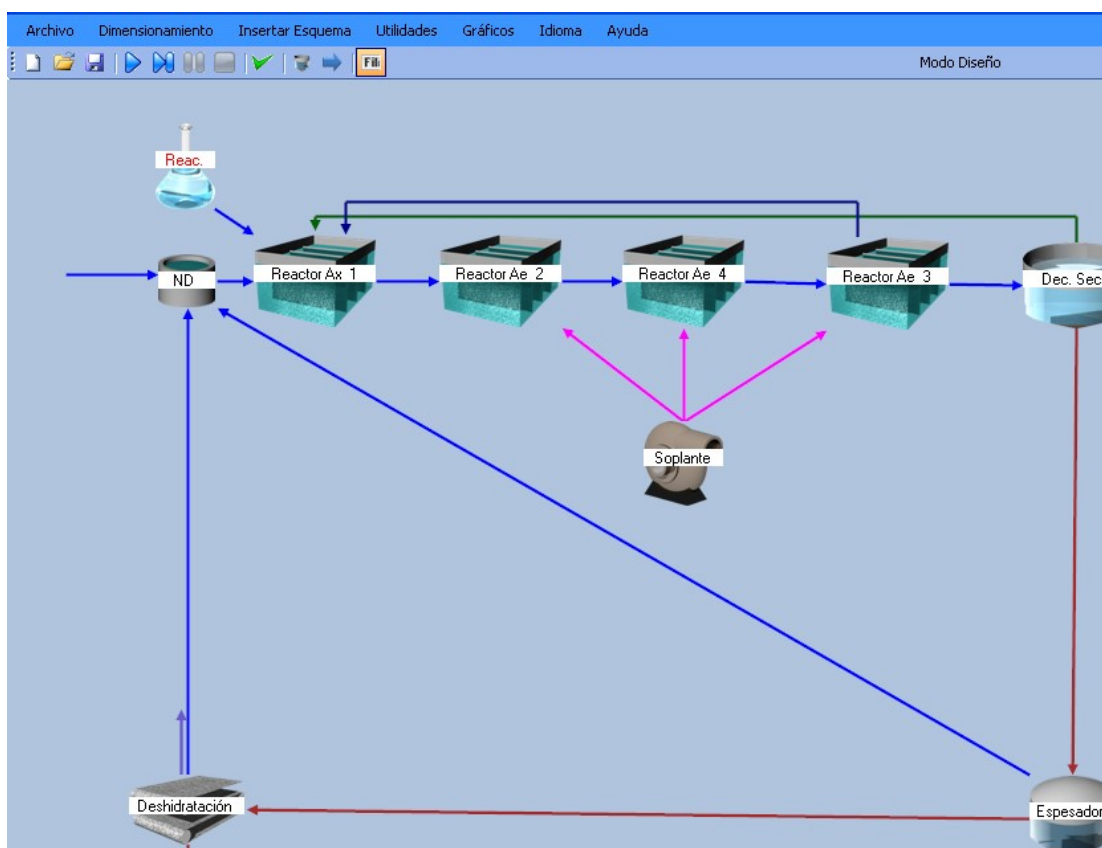 Archivo Dimensionamiento Insertar Esquema Utilidades Gráficos Idioma Ayuda
Fili
Modo Diseño
Reac.
ND
Reactor Ax 1
Reactor Ae 2
Reactor Ae 4
Reactor Ae 3
Dec. Sec
Soplante
Deshidratación
Espesador